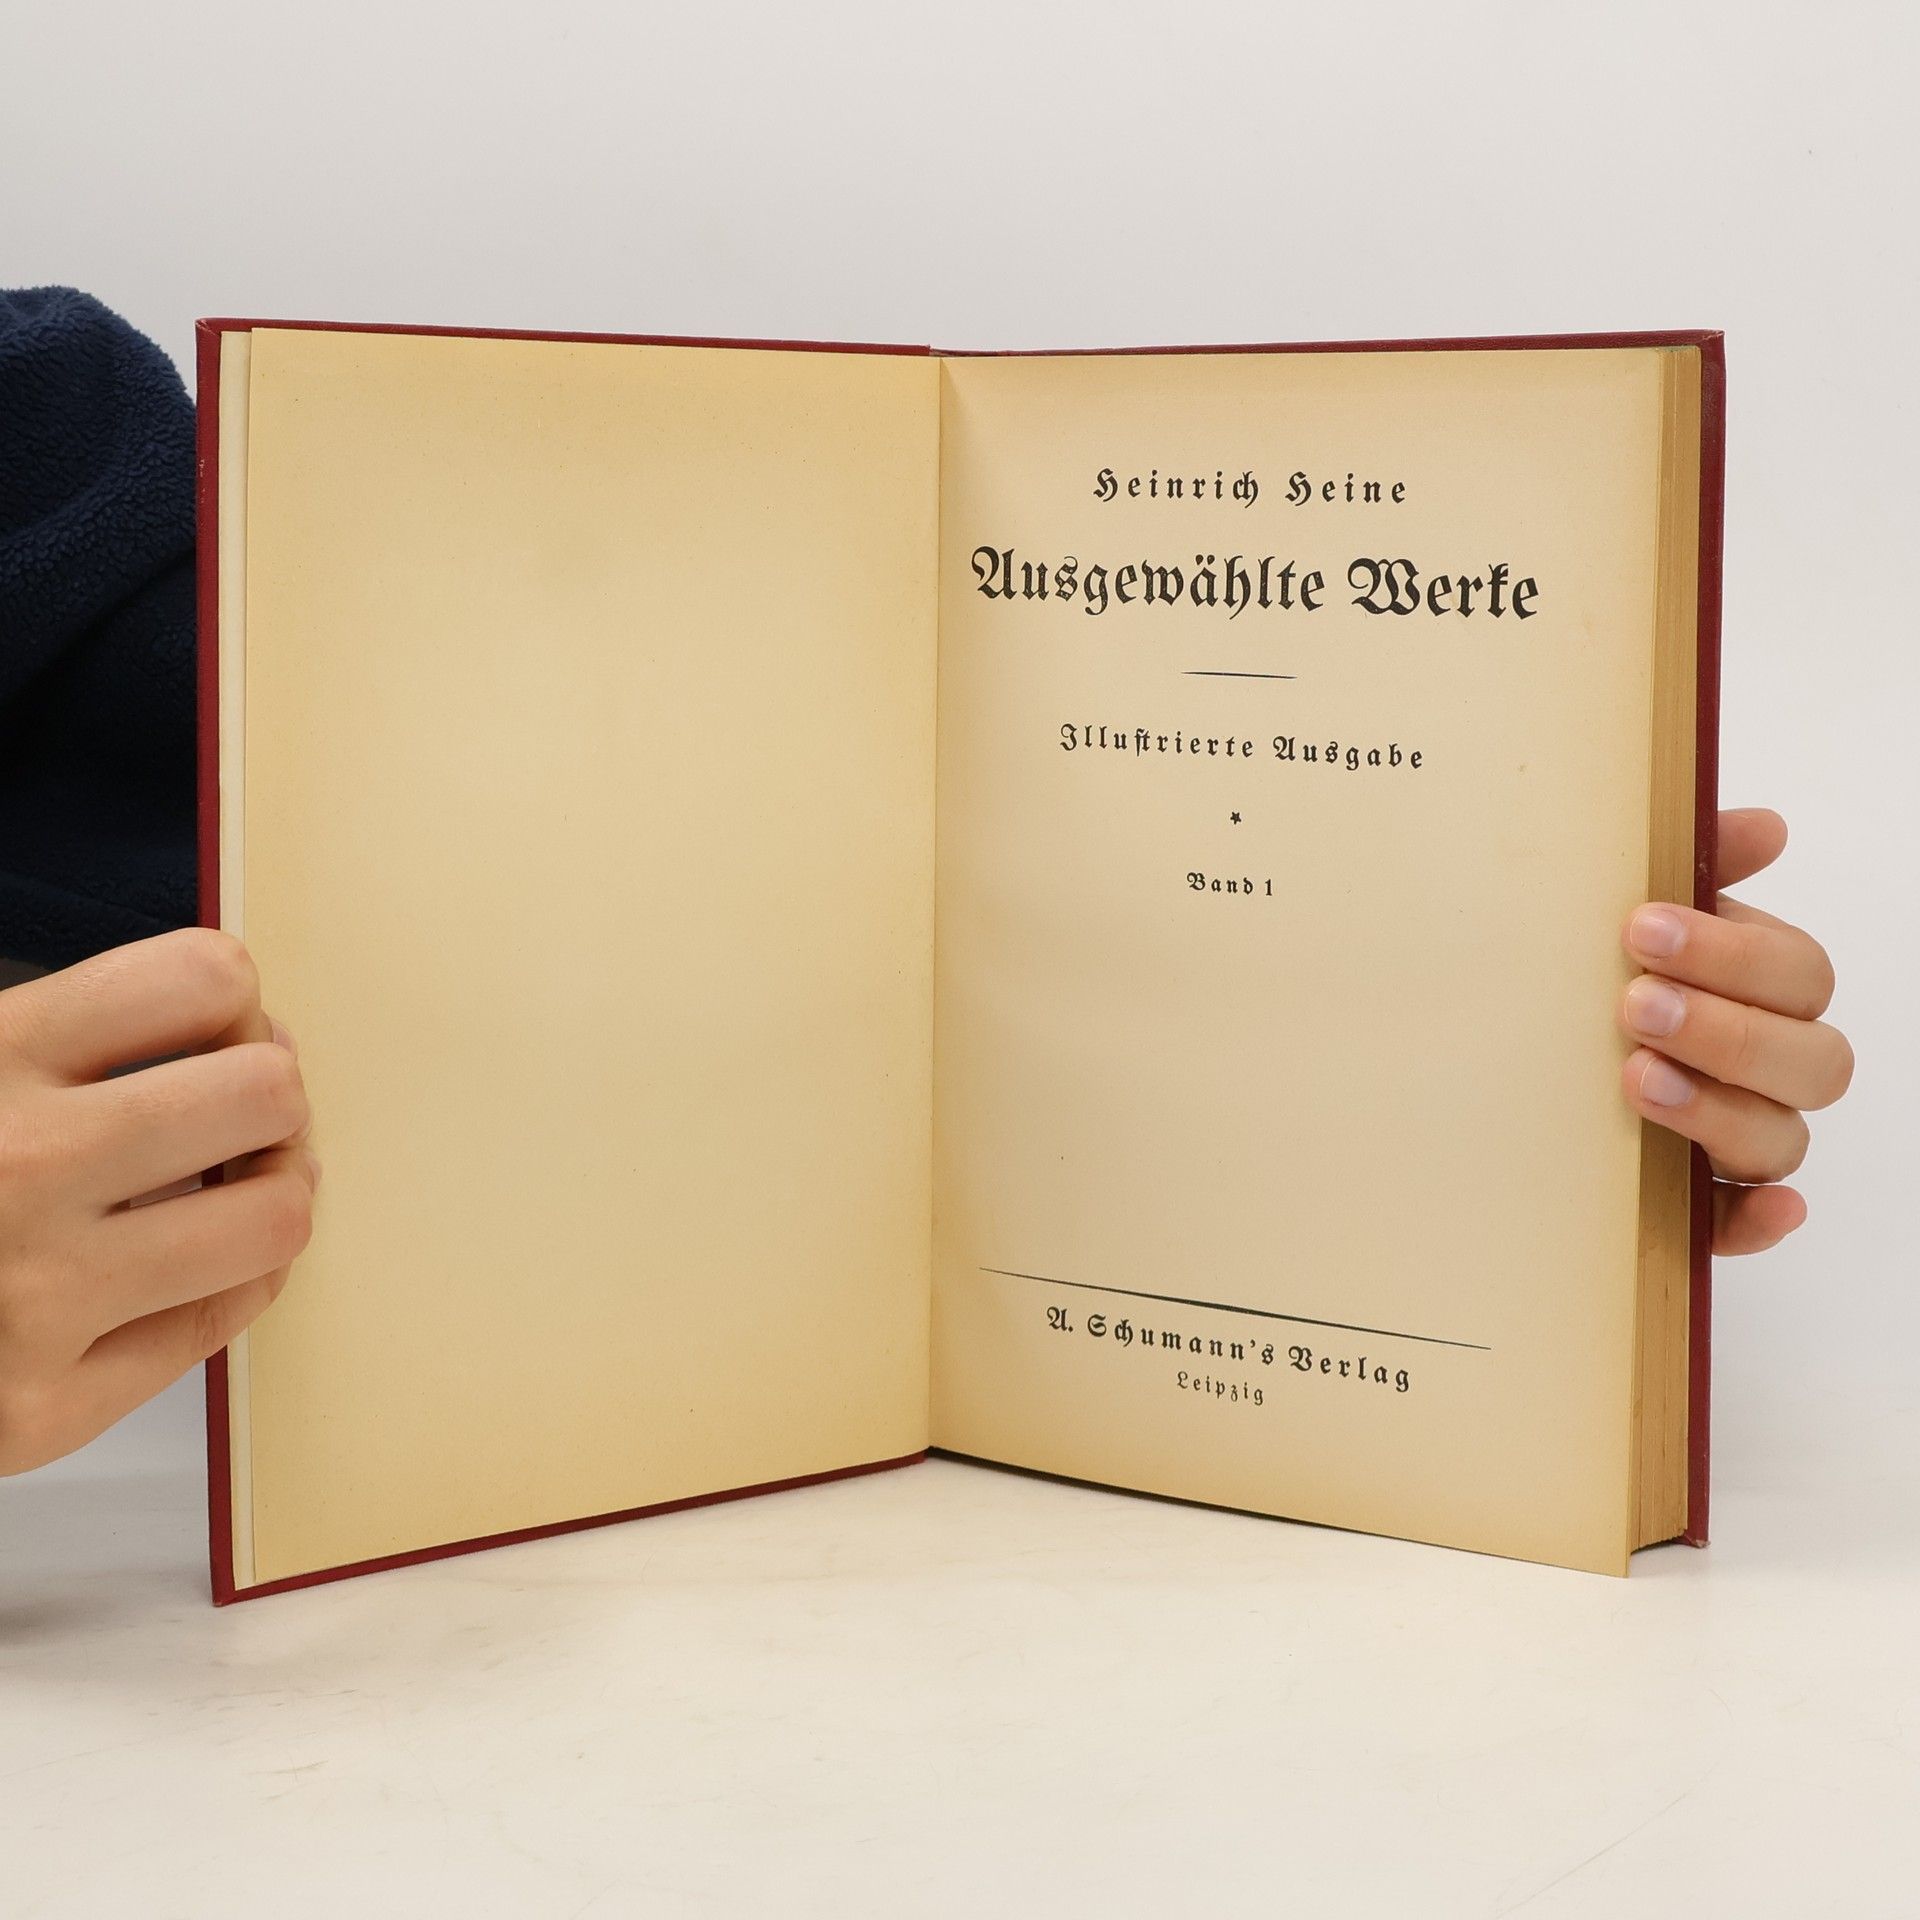 Heinrich Heine
Ausgewählte Werke
Illuſtrierte Ausgabe
Band 1
A. Schumann's Verlag
Leipzig